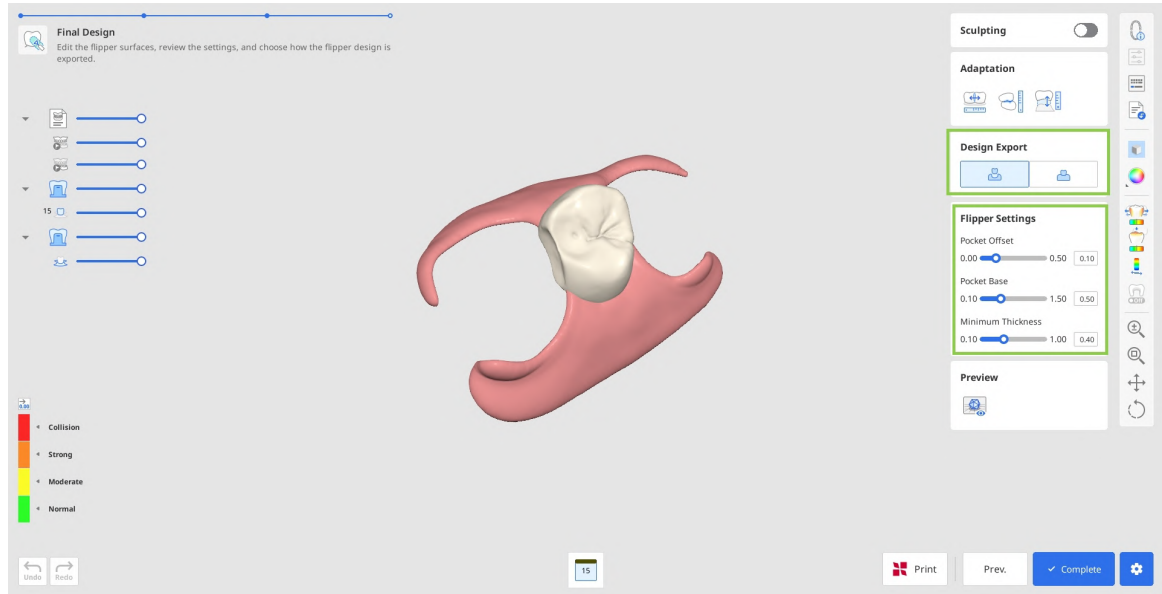 Final Design
Edit the flipper surfaces, review the settings, and choose how the flipper design is
exported.
15
0.00
Collision
Strong
Moderate
Normal
Undo
Redo
15
Sculpting
Adaptation
Design Export
Flipper Settings
Pocket Offset
0.00 0.50 0.10
Pocket Base
0.10 1.50 0.50
Minimum Thickness
0.10 1.00 0.40
Preview
Print
Prev.
Complete